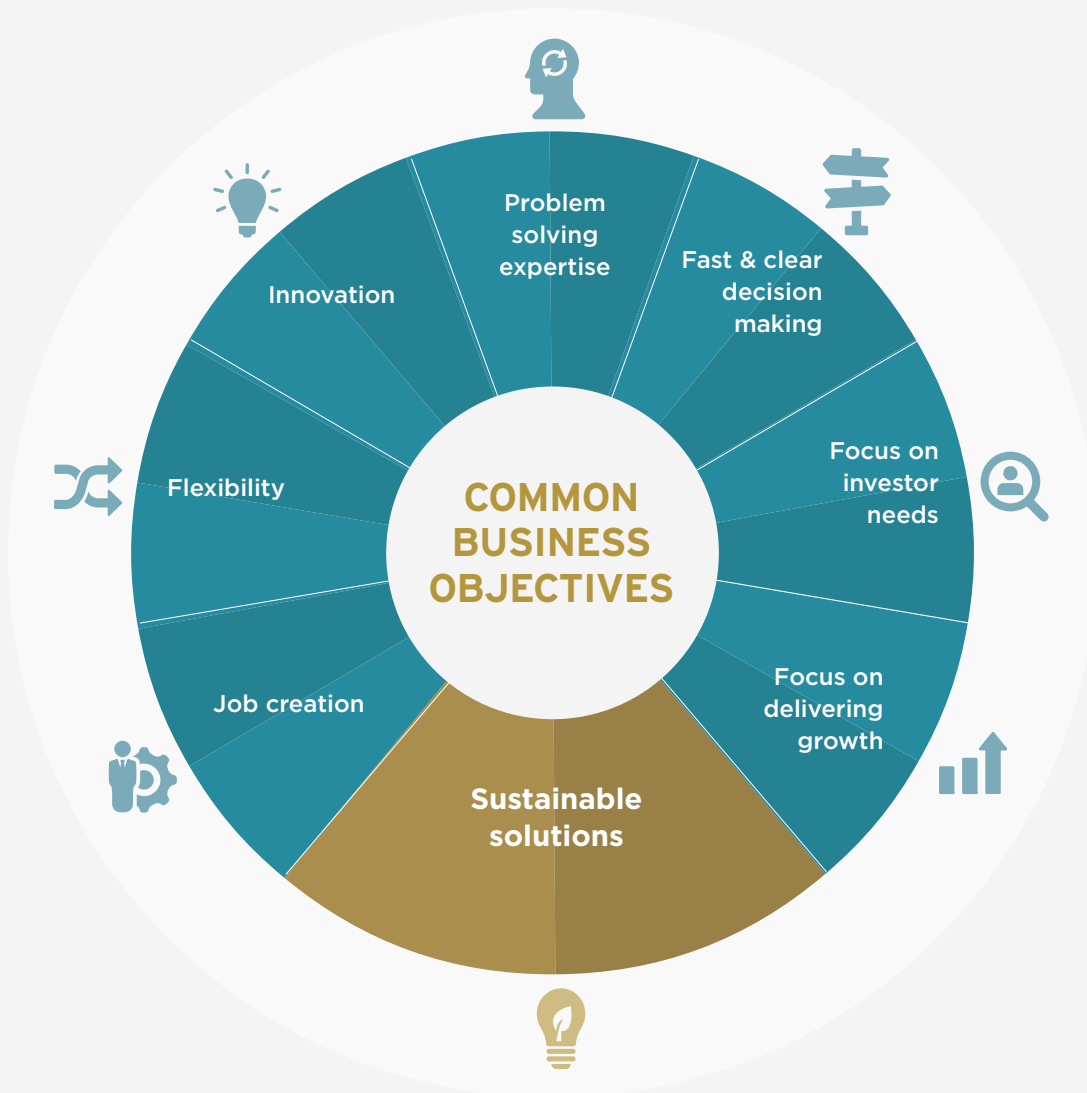 Problem
solving
expertise
Fast & clear
decision
making
Focus on
investor
needs
Focus on
delivering
growth
Sustainable
solutions
Job creation
Flexibility
Innovation
COMMON
BUSINESS
OBJECTIVES